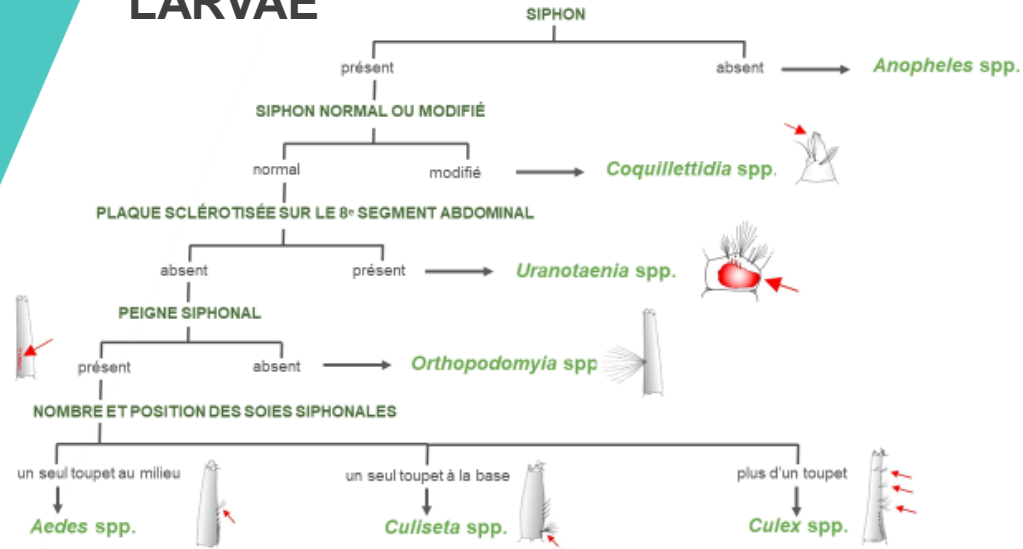 LARVAE
SIPHON
présent
absent
Anopheles spp.
SIPHON NORMAL OU MODIFIÉ
normal
modifié
Coquillettidia spp.
PLAQUE SCLÉROTISÉE SUR LE 8e SEGMENT ABDOMINAL
absent
présent
Uranotaenia spp.
PEIGNE SIPHONAL
présent
absent
Orthopodomyia spp
NOMBRE ET POSITION DES SOIES SIPHONALES
un seul toupet au milieu
un seul toupet à la base
plus d'un toupet
Aedes spp.
Culiseta spp.
Culex spp.